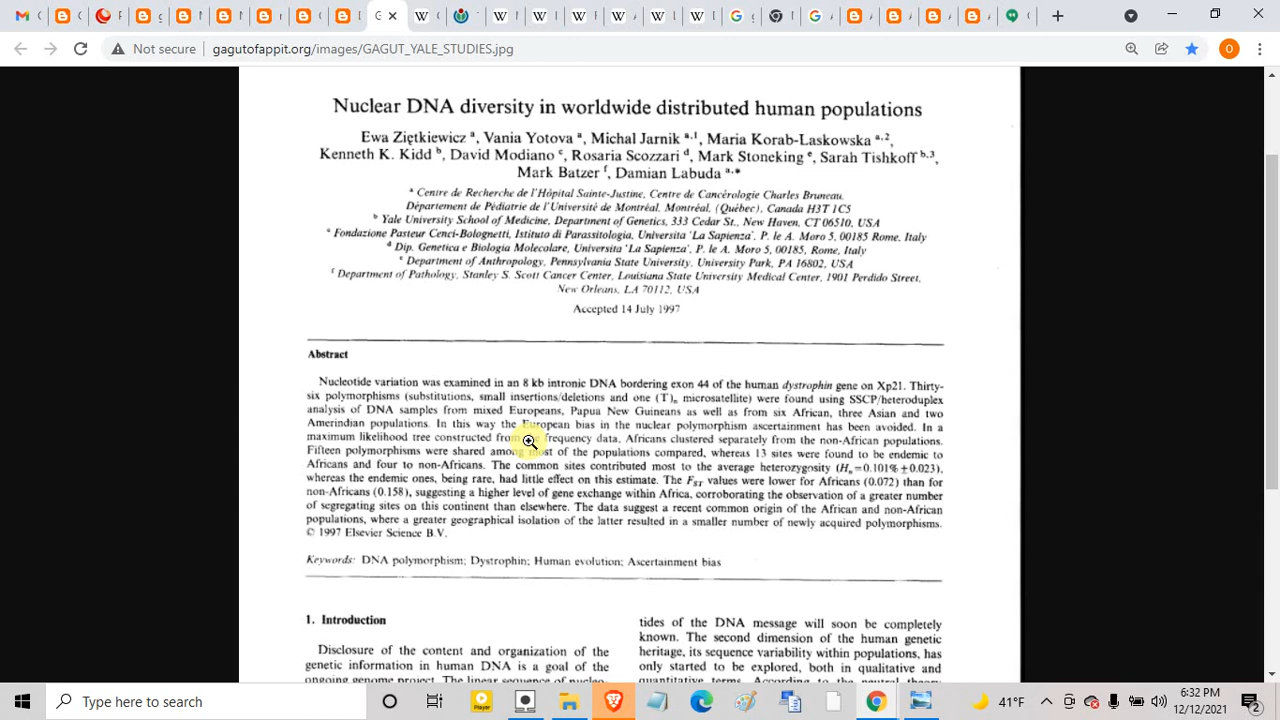 Not secure
gagutofappit.org/images/GAGUT_YALE_STUDIES.jpg
O
Nuclear DNA diversity in worldwide distributed human populations
Ewa Ziętkiewicz a, Vania Yotova a, Michal Jarnik a,1, Maria Korab-Laskowska a,2,
Kenneth K. Kidd b, David Modiano c, Rosaria Scozzari d, Mark Stoneking e, Sarah Tishkoff b,3,
Mark Batzer f, Damian Labuda a,*
a Centre de Recherche de l'Hôpital Sainte-Justine, Centre de Cancérologie Charles Bruneau,
Département de Pédiatrie de l'Université de Montréal, Montréal, (Québec), Canada H3T 1C5
b Yale University School of Medicine, Department of Genetics, 333 Cedar St., New Haven, CT 06510, USA
c Fondazione Pasteur Cenci-Bolognetti, Istituto di Parassitologia, Universita 'La Sapienza', P. le A. Moro 5, 00185 Rome, Italy
d Dip. Genetica e Biologia Molecolare, Universita 'La Sapienza', P. le A. Moro 5, 00185, Rome, Italy
e Department of Anthropology, Pennsylvania State University, University Park, PA 16802, USA
f Department of Pathology, Stanley S. Scott Cancer Center, Louisiana State University Medical Center, 1901 Perdido Street,
New Orleans, LA 70112, USA
Accepted 14 July 1997
Abstract
Nucleotide variation was examined in an 8 kb intronic DNA bordering exon 44 of the human dystrophin gene on Xp21. Thirty-
six polymorphisms (substitutions, small insertions/deletions and one (T)n microsatellite) were found using SSCP/heteroduplex
analysis of DNA samples from mixed Europeans, Papua New Guineans as well as from six African, three Asian and two
Amerindian populations. In this way the European bias in the nuclear polymorphism ascertainment has been avoided. In a
maximum likelihood tree constructed from frequency data, Africans clustered separately from the non-African populations.
Fifteen polymorphisms were shared among most of the populations compared, whereas 13 sites were found to be endemic to
Africans and four to non-Africans. The common sites contributed most to the average heterozygosity (Hn=0.101%±0.023),
whereas the endemic ones, being rare, had little effect on this estimate. The FST values were lower for Africans (0.072) than for
non-Africans (0.158), suggesting a higher level of gene exchange within Africa, corroborating the observation of a greater number
of segregating sites on this continent than elsewhere. The data suggest a recent common origin of the African and non-African
populations, where a greater geographical isolation of the latter resulted in a smaller number of newly acquired polymorphisms.
© 1997 Elsevier Science B.V.
Keywords: DNA polymorphism; Dystrophin; Human evolution; Ascertainment bias
1. Introduction
Disclosure of the content and organization of the
genetic information in human DNA is a goal of the
ongoing genome project. The linear sequence of nucleo-
tides of the DNA message will soon be completely
known. The second dimension of the human genetic
heritage, its sequence variability within populations, has
only started to be explored, both in qualitative and
quantitative terms. According to the neutral theory
Type here to search
41°F
6:32 PM
12/12/2021
2